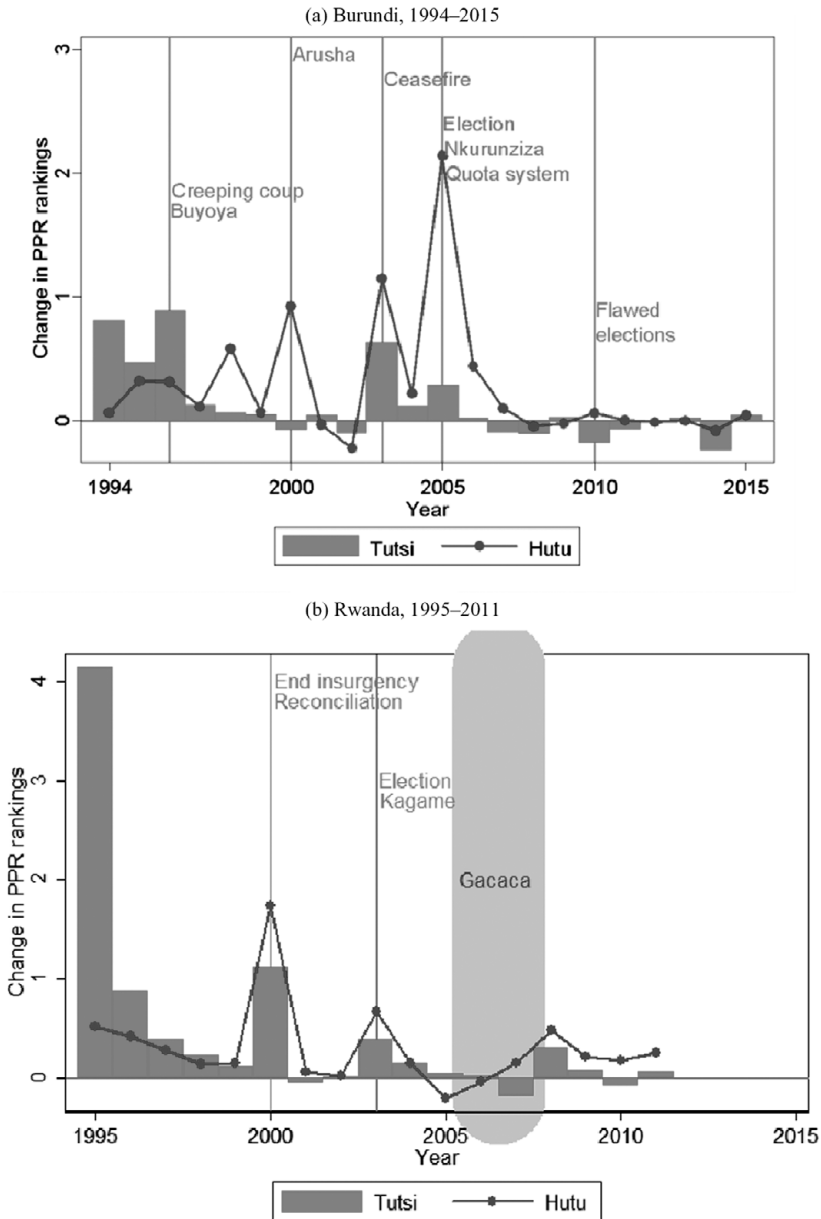 (a) Burundi, 1994–2015
3
2
1
0
Change in PPR rankings
Creeping coup
Buyoya
Arusha
Ceasefire
Election
Nkurunziza
Quota system
Flawed
elections
1994
2000
2005
2010
2015
Year
Tutsi
Hutu
(b) Rwanda, 1995–2011
4
3
2
1
0
Change in PPR rankings
End insurgency
Reconciliation
Election
Kagame
Gacaca
1995
2000
2005
2010
2015
Year
Tutsi
Hutu